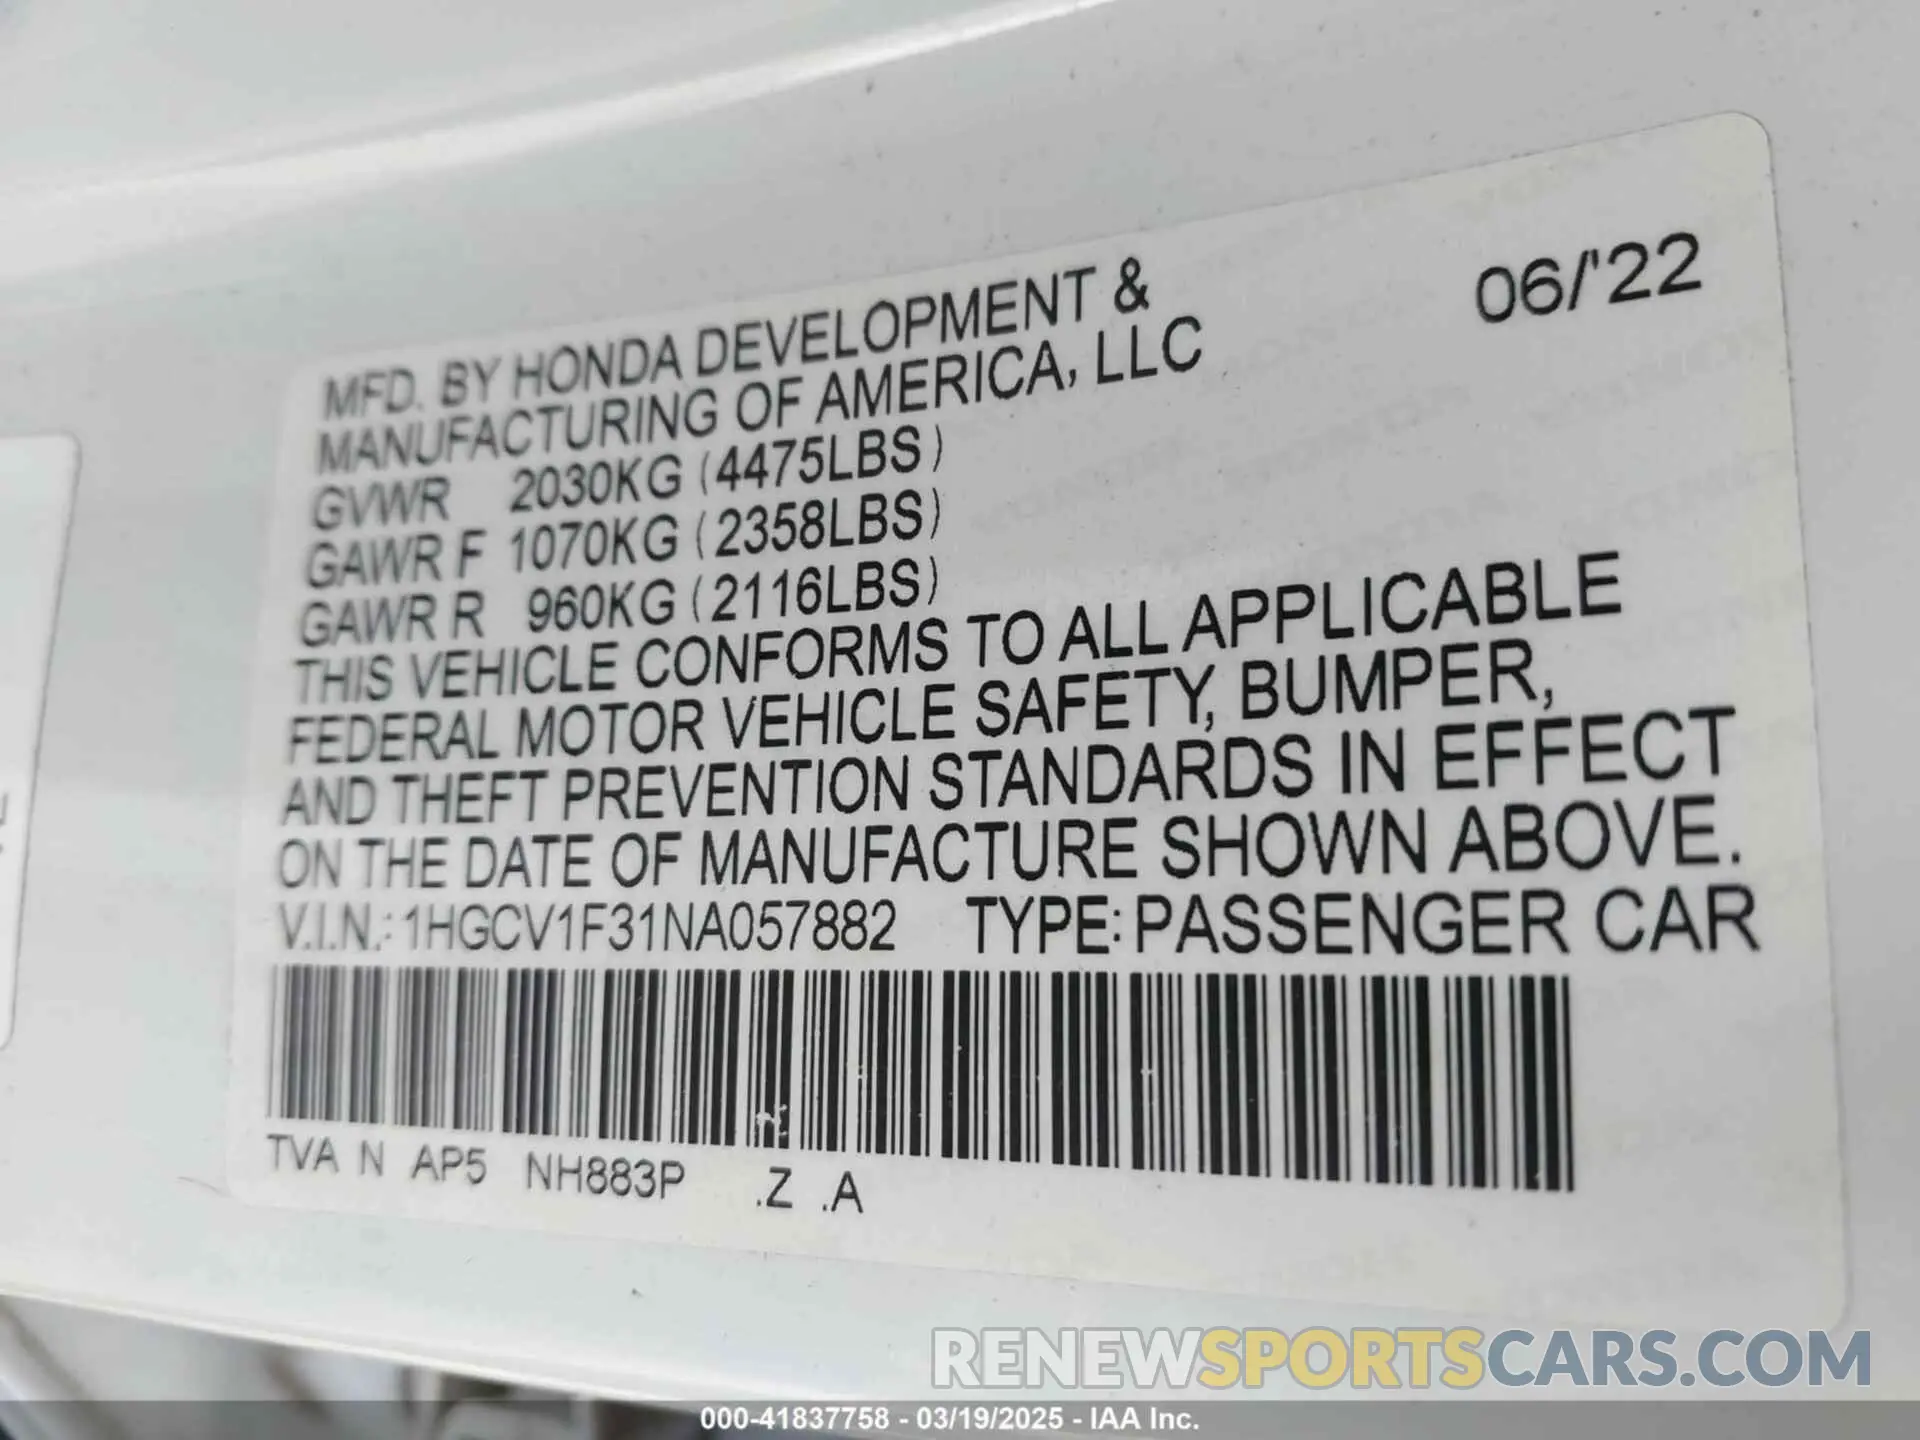 06/'22
MFD. BY HONDA DEVELOPMENT &
MANUFACTURING OF AMERICA, LLC
GVWR 2030KG (4475LBS)
GAWR F 1070KG (2358LBS)
GAWR R 960KG (2116LBS)
THIS VEHICLE CONFORMS TO ALL APPLICABLE
FEDERAL MOTOR VEHICLE SAFETY, BUMPER,
AND THEFT PREVENTION STANDARDS IN EFFECT
ON THE DATE OF MANUFACTURE SHOWN ABOVE.
V.I.N.: 1HGCV1F31NA057882 TYPE: PASSENGER CAR
TVA N AP5 NH883P .Z .A
RENEWSPORTSCARS.COM
000-41837758 - 03/19/2025 - IAA Inc.